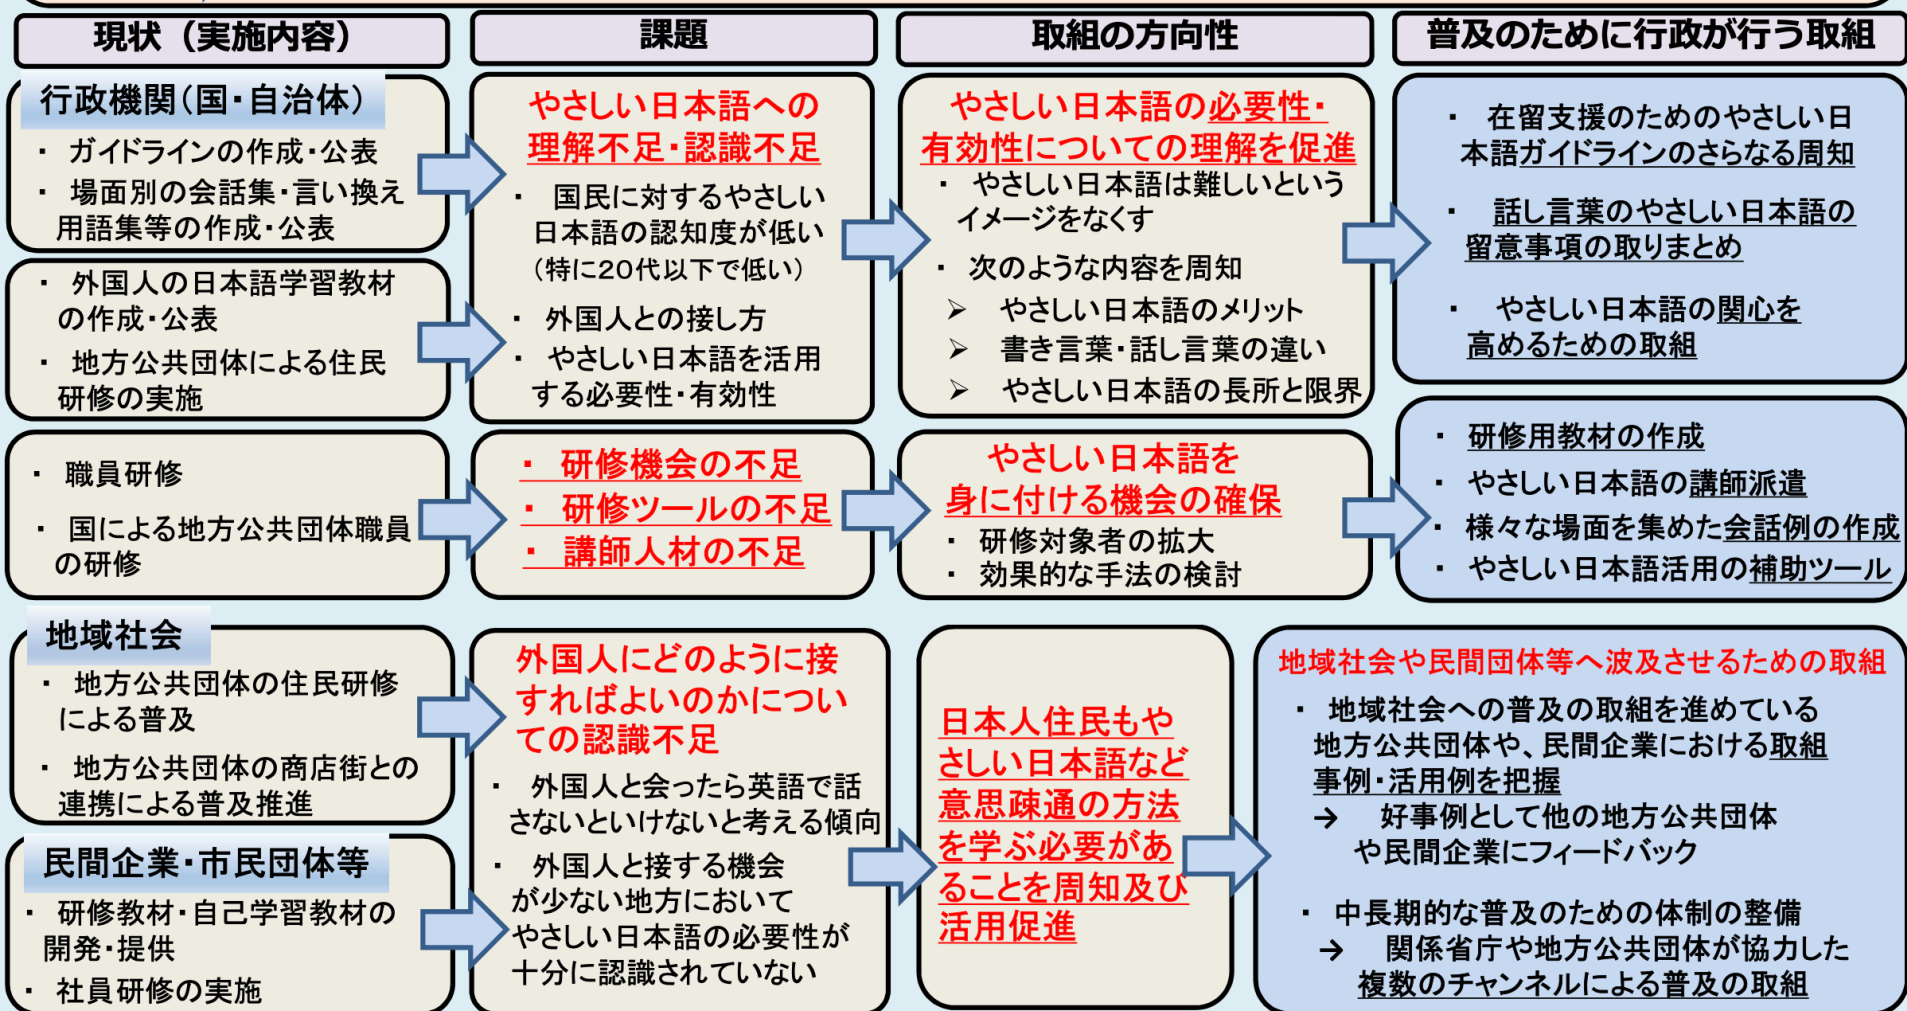 現状（実施内容）
課題
取組の方向性
普及のために行政が行う取組
行政機関(国・自治体)
・ ガイドラインの作成・公表
・ 場面別の会話集・言い換え
用語集等の作成・公表
・ 外国人の日本語学習教材
の作成・公表
・ 地方公共団体による住民
研修の実施
やさしい日本語への
理解不足・認識不足
・ 国民に対するやさしい
日本語の認知度が低い
（特に２０代以下で低い）
・ 外国人との接し方
・ やさしい日本語を活用
する必要性・有効性
やさしい日本語の必要性・
有効性についての理解を促進
・ やさしい日本語は難しいという
イメージをなくす
・ 次のような内容を周知
➢ やさしい日本語のメリット
➢ 書き言葉・話し言葉の違い
➢ やさしい日本語の長所と限界
・ 在留支援のためのやさしい日
本語ガイドラインのさらなる周知
・ 話し言葉のやさしい日本語の
留意事項の取りまとめ
・ やさしい日本語の関心を
高めるための取組
・ 職員研修
・ 国による地方公共団体職員
の研修
・ 研修機会の不足
・ 研修ツールの不足
・ 講師人材の不足
やさしい日本語を
身に付ける機会の確保
・ 研修対象者の拡大
・ 効果的な手法の検討
・ 研修用教材の作成
・ やさしい日本語の講師派遣
・ 様々な場面を集めた会話例の作成
・ やさしい日本語活用の補助ツール
地域社会
・ 地方公共団体の住民研修
による普及
・ 地方公共団体の商店街との
連携による普及推進
民間企業・市民団体等
・ 研修教材・自己学習教材の
開発・提供
・ 社員研修の実施
外国人にどのように接
すればよいのかについ
ての認識不足
・ 外国人と会ったら英語で話
さないといけないと考える傾向
・ 外国人と接する機会
が少ない地方において
やさしい日本語の必要性が
十分に認識されていない
日本人住民もや
さしい日本語など
意思疎通の方法
を学ぶ必要があ
ることを周知及び
活用促進
地域社会や民間団体等へ波及させるための取組
・ 地域社会への普及の取組を進めている
地方公共団体や、民間企業における取組
事例・活用例を把握
→ 好事例として他の地方公共団体
や民間企業にフィードバック
・ 中長期的な普及のための体制の整備
→ 関係省庁や地方公共団体が協力した
複数のチャンネルによる普及の取組